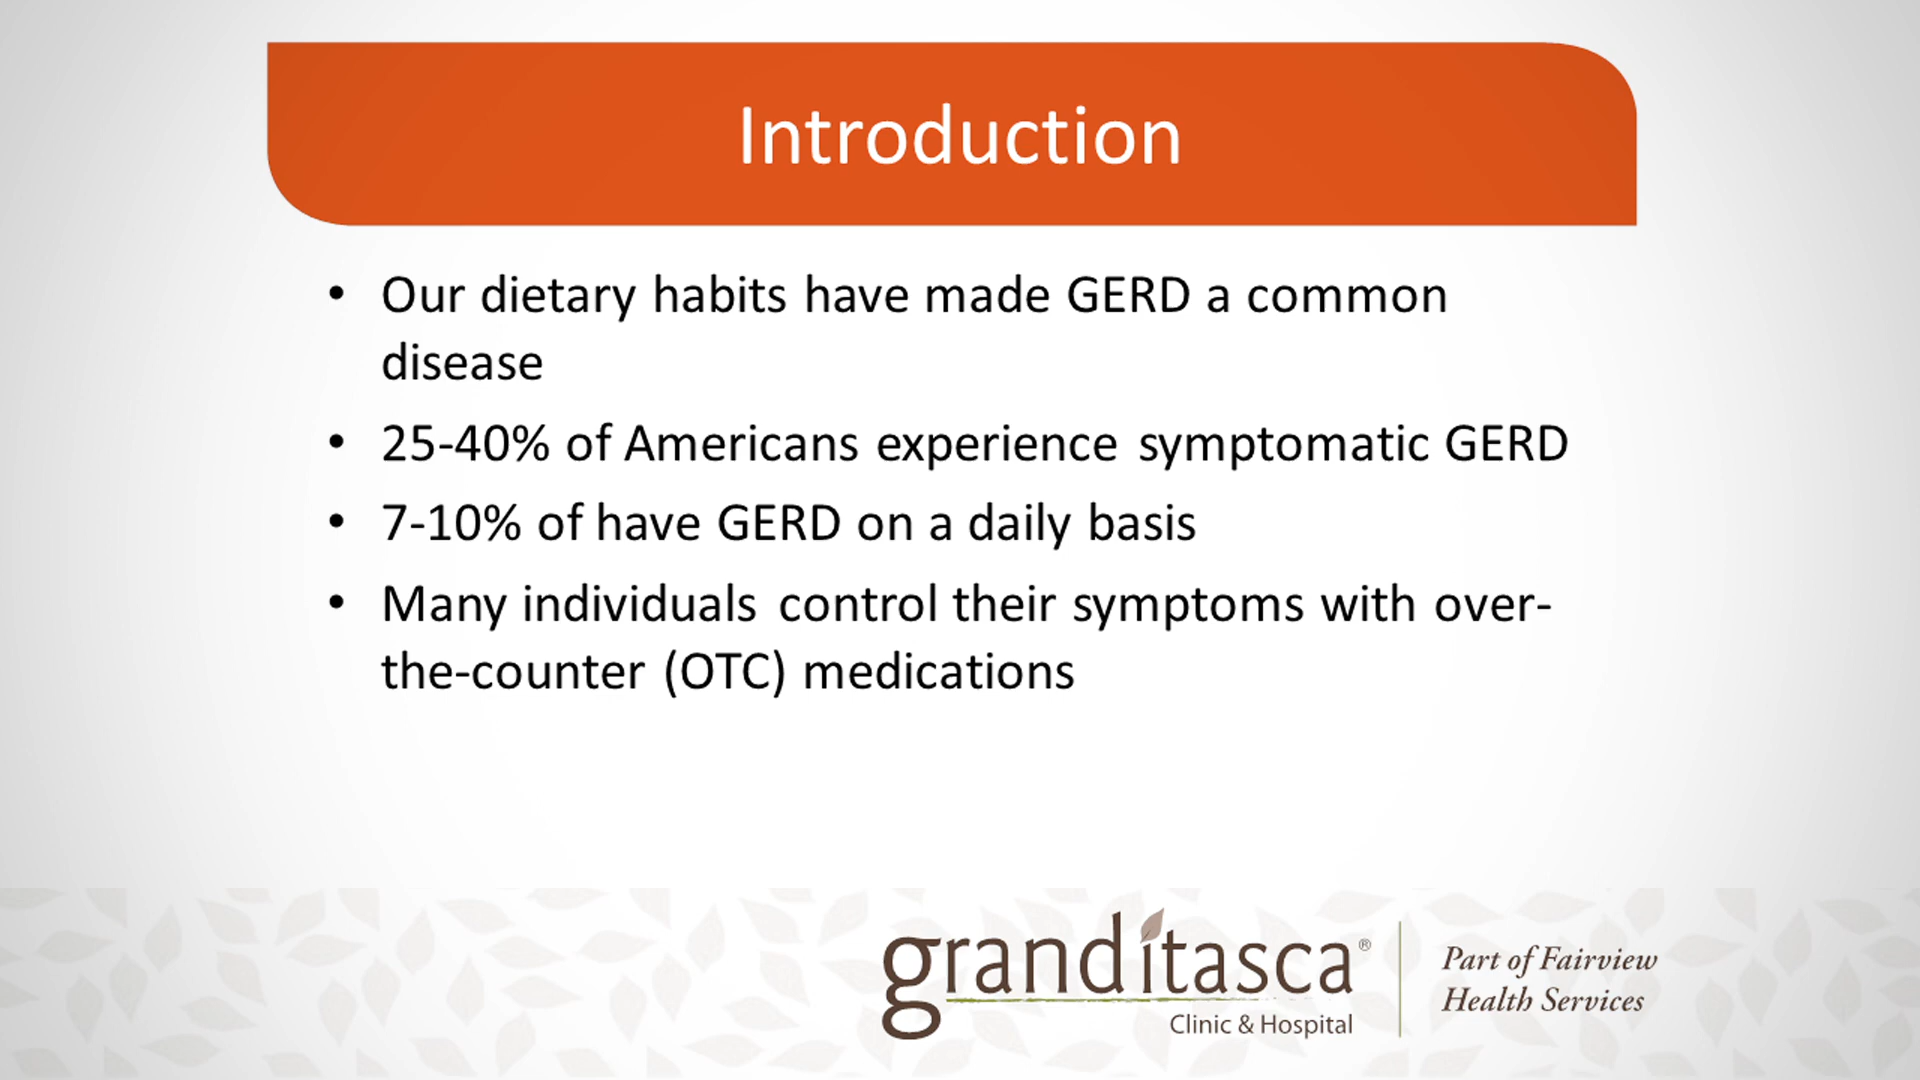 Introduction
• Our dietary habits have made GERD a common
disease
• 25-40% of Americans experience symptomatic GERD
• 7-10% of have GERD on a daily basis
• Many individuals control their symptoms with over-
the-counter (OTC) medications
granditasca®
Clinic & Hospital
Part of Fairview
Health Services